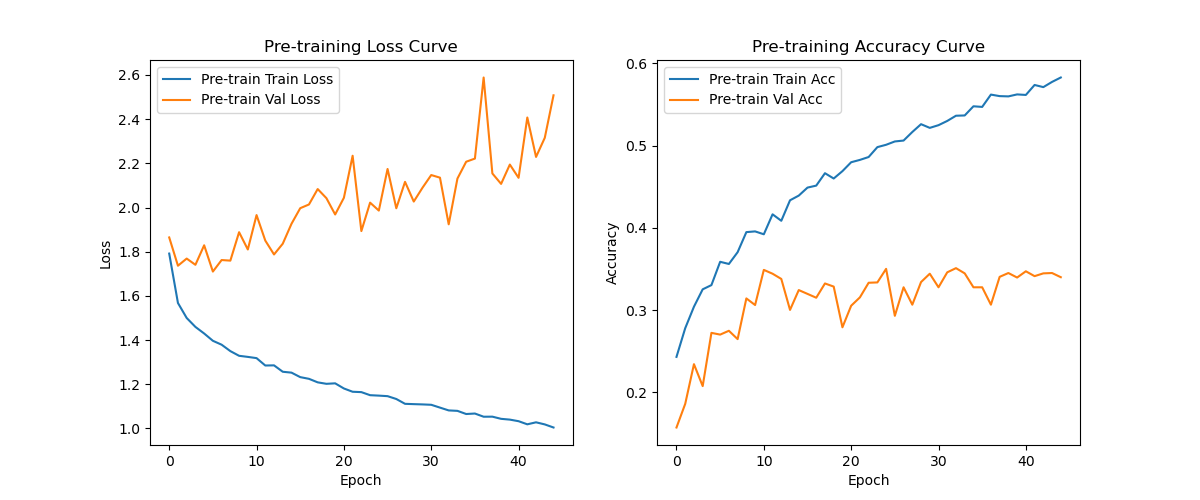 Pre-training Loss Curve
Pre-train Train Loss
Pre-train Val Loss
2.6
2.4
2.2
2.0
1.8
1.6
1.4
1.2
1.0
Loss
0 10 20 30 40
Epoch
Pre-training Accuracy Curve
Pre-train Train Acc
Pre-train Val Acc
0.6
0.5
0.4
0.3
0.2
Accuracy
0 10 20 30 40
Epoch